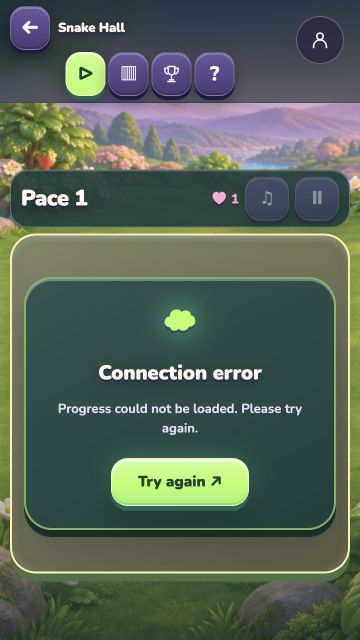 Snake Hall
?
Pace 1
1
Connection error
Progress could not be loaded. Please try
again.
Try again ↗